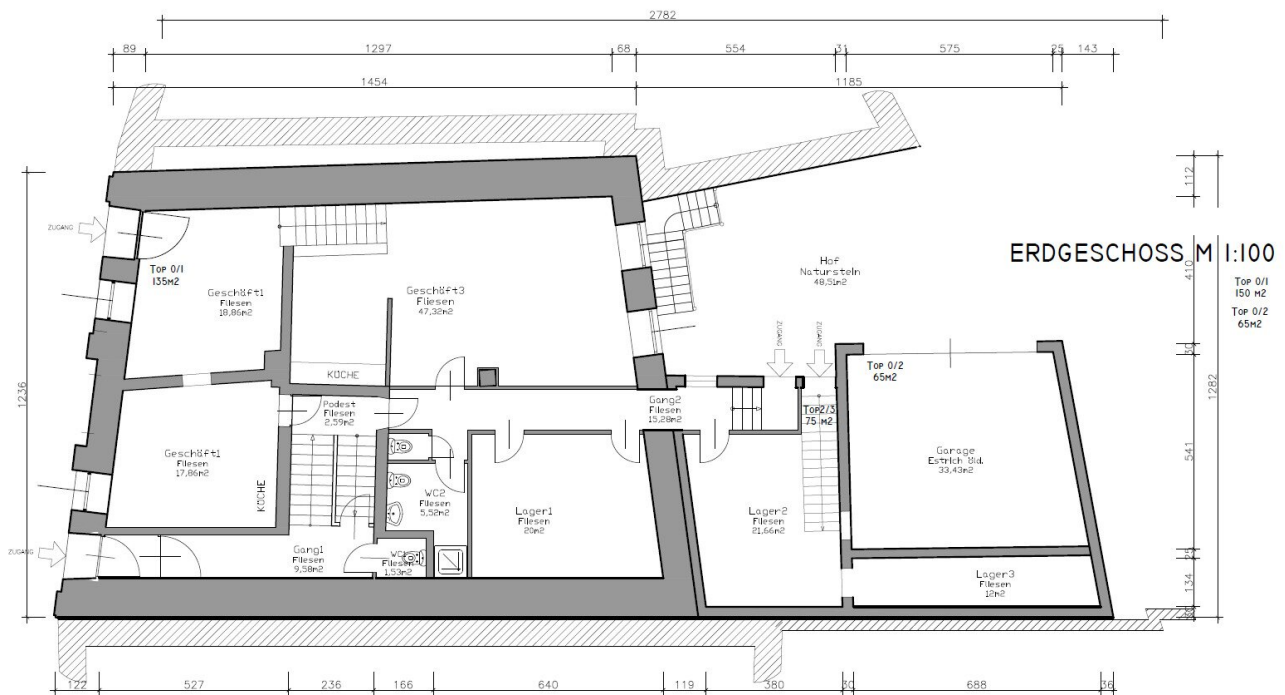 2782
89
1297
68
554
31
575
25
143
1454
1185
112
ERDGESCHOSS M 1:100
410
ZUGANG
Top 0/1
135m2
Geschäft1
Fliesen
18,86m2
Geschäft3
Fliesen
47,32m2
Hof
Naturstein
48,51m2
Top 0/1
150 m2
Top 0/2
65m2
ZUGANG
ZUGANG
30
1236
1282
KÜCHE
Top 0/2
65m2
Podest
Fliesen
2,59m2
Gang2
Fliesen
15,28m2
Top2/3
75 m2
Geschäft1
Fliesen
17,86m2
KÜCHE
WC2
Fliesen
5,52m2
Lager1
Fliesen
20m2
Lager2
Fliesen
21,66m2
Garage
Estrich öld.
33,43m2
541
ZUGANG
Gang1
Fliesen
9,58m2
Fliesen
1,53m2
Lager3
Fliesen
12m2
25
134
122
527
236
166
640
119
380
30
688
36